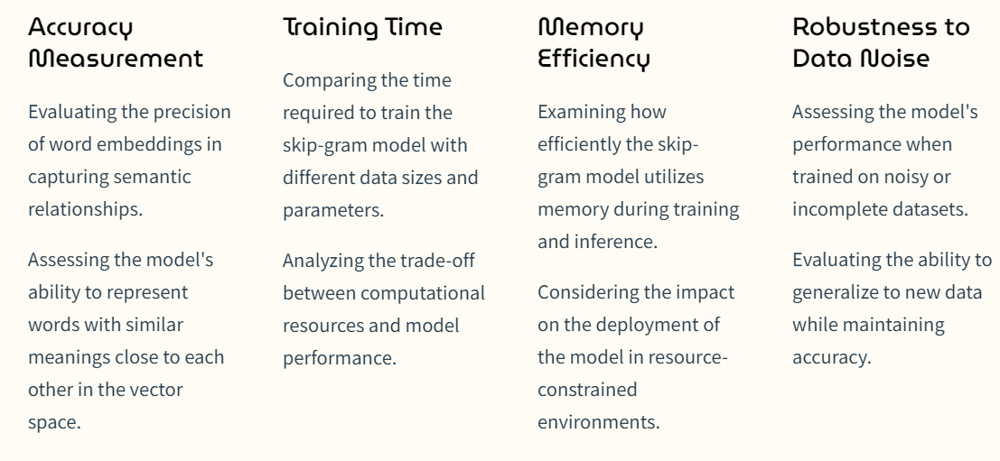 Accuracy
Measurement
Evaluating the precision
of word embeddings in
capturing semantic
relationships.
Assessing the model's
ability to represent
words with similar
meanings close to each
other in the vector
space.
Training Time
Comparing the time
required to train the
skip-gram model with
different data sizes and
parameters.
Analyzing the trade-off
between computational
resources and model
performance.
Memory
Efficiency
Examining how
efficiently the skip-
gram model utilizes
memory during training
and inference.
Considering the impact
on the deployment of
the model in resource-
constrained
environments.
Robustness to
Data Noise
Assessing the model's
performance when
trained on noisy or
incomplete datasets.
Evaluating the ability to
generalize to new data
while maintaining
accuracy.